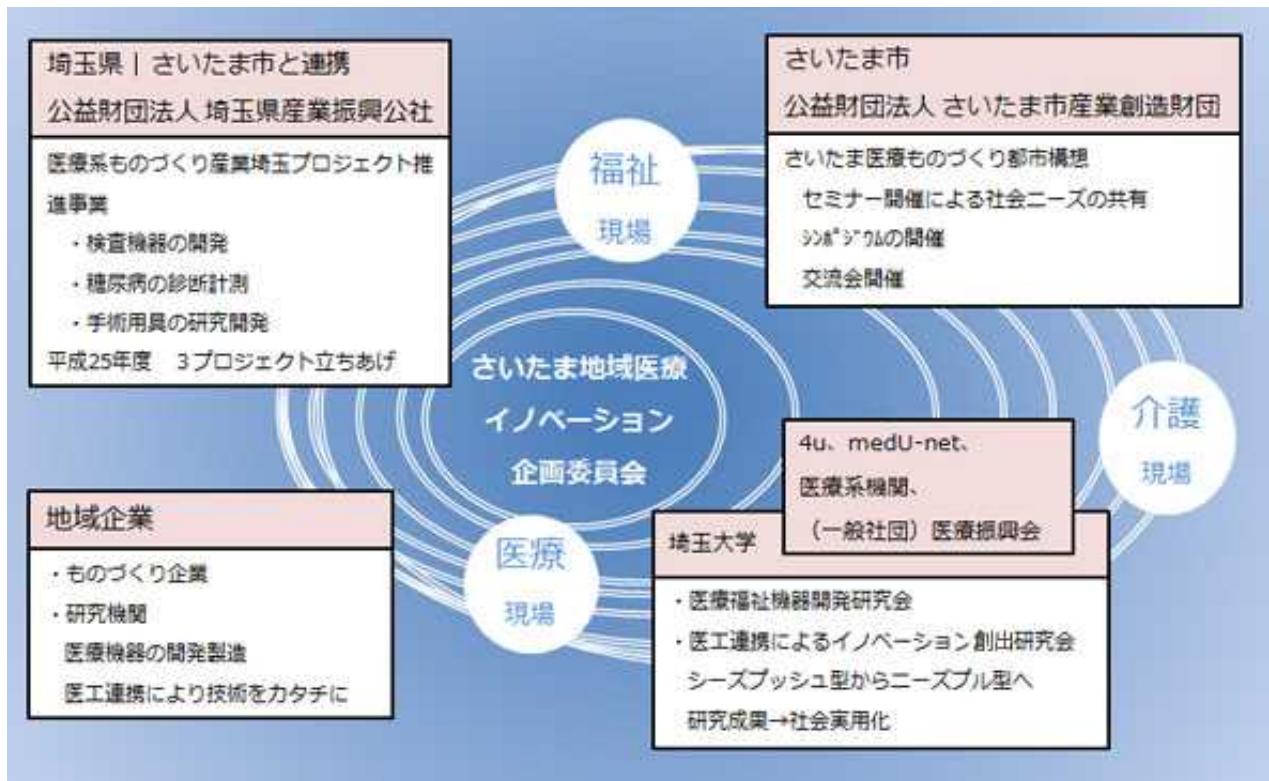 埼玉県 | さいたま市と連携
公益財団法人 埼玉県産業振興公社
医療系ものづくり産業埼玉プロジェクト推
進事業
・検査機器の開発
・糖尿病の診断計測
・手術用具の研究開発
平成25年度　3プロジェクト立ちあげ
さいたま市
公益財団法人 さいたま市産業創造財団
さいたま医療ものづくり都市構想
セミナー開催による社会ニーズの共有
ｼﾝﾎﾟｼﾞｳﾑの開催
交流会開催
福祉
現場
さいたま地域医療
イノベーション
企画委員会
介護
現場
医療
現場
地域企業
・ものづくり企業
・研究機関
医療機器の開発製造
医工連携により技術をカタチに
4u、medU-net、
医療系機関、
（一般社団）医療振興会
埼玉大学
・医療福祉機器開発研究会
・医工連携によるイノベーション創出研究会
シーズプッシュ型からニーズプル型へ
研究成果→社会実用化